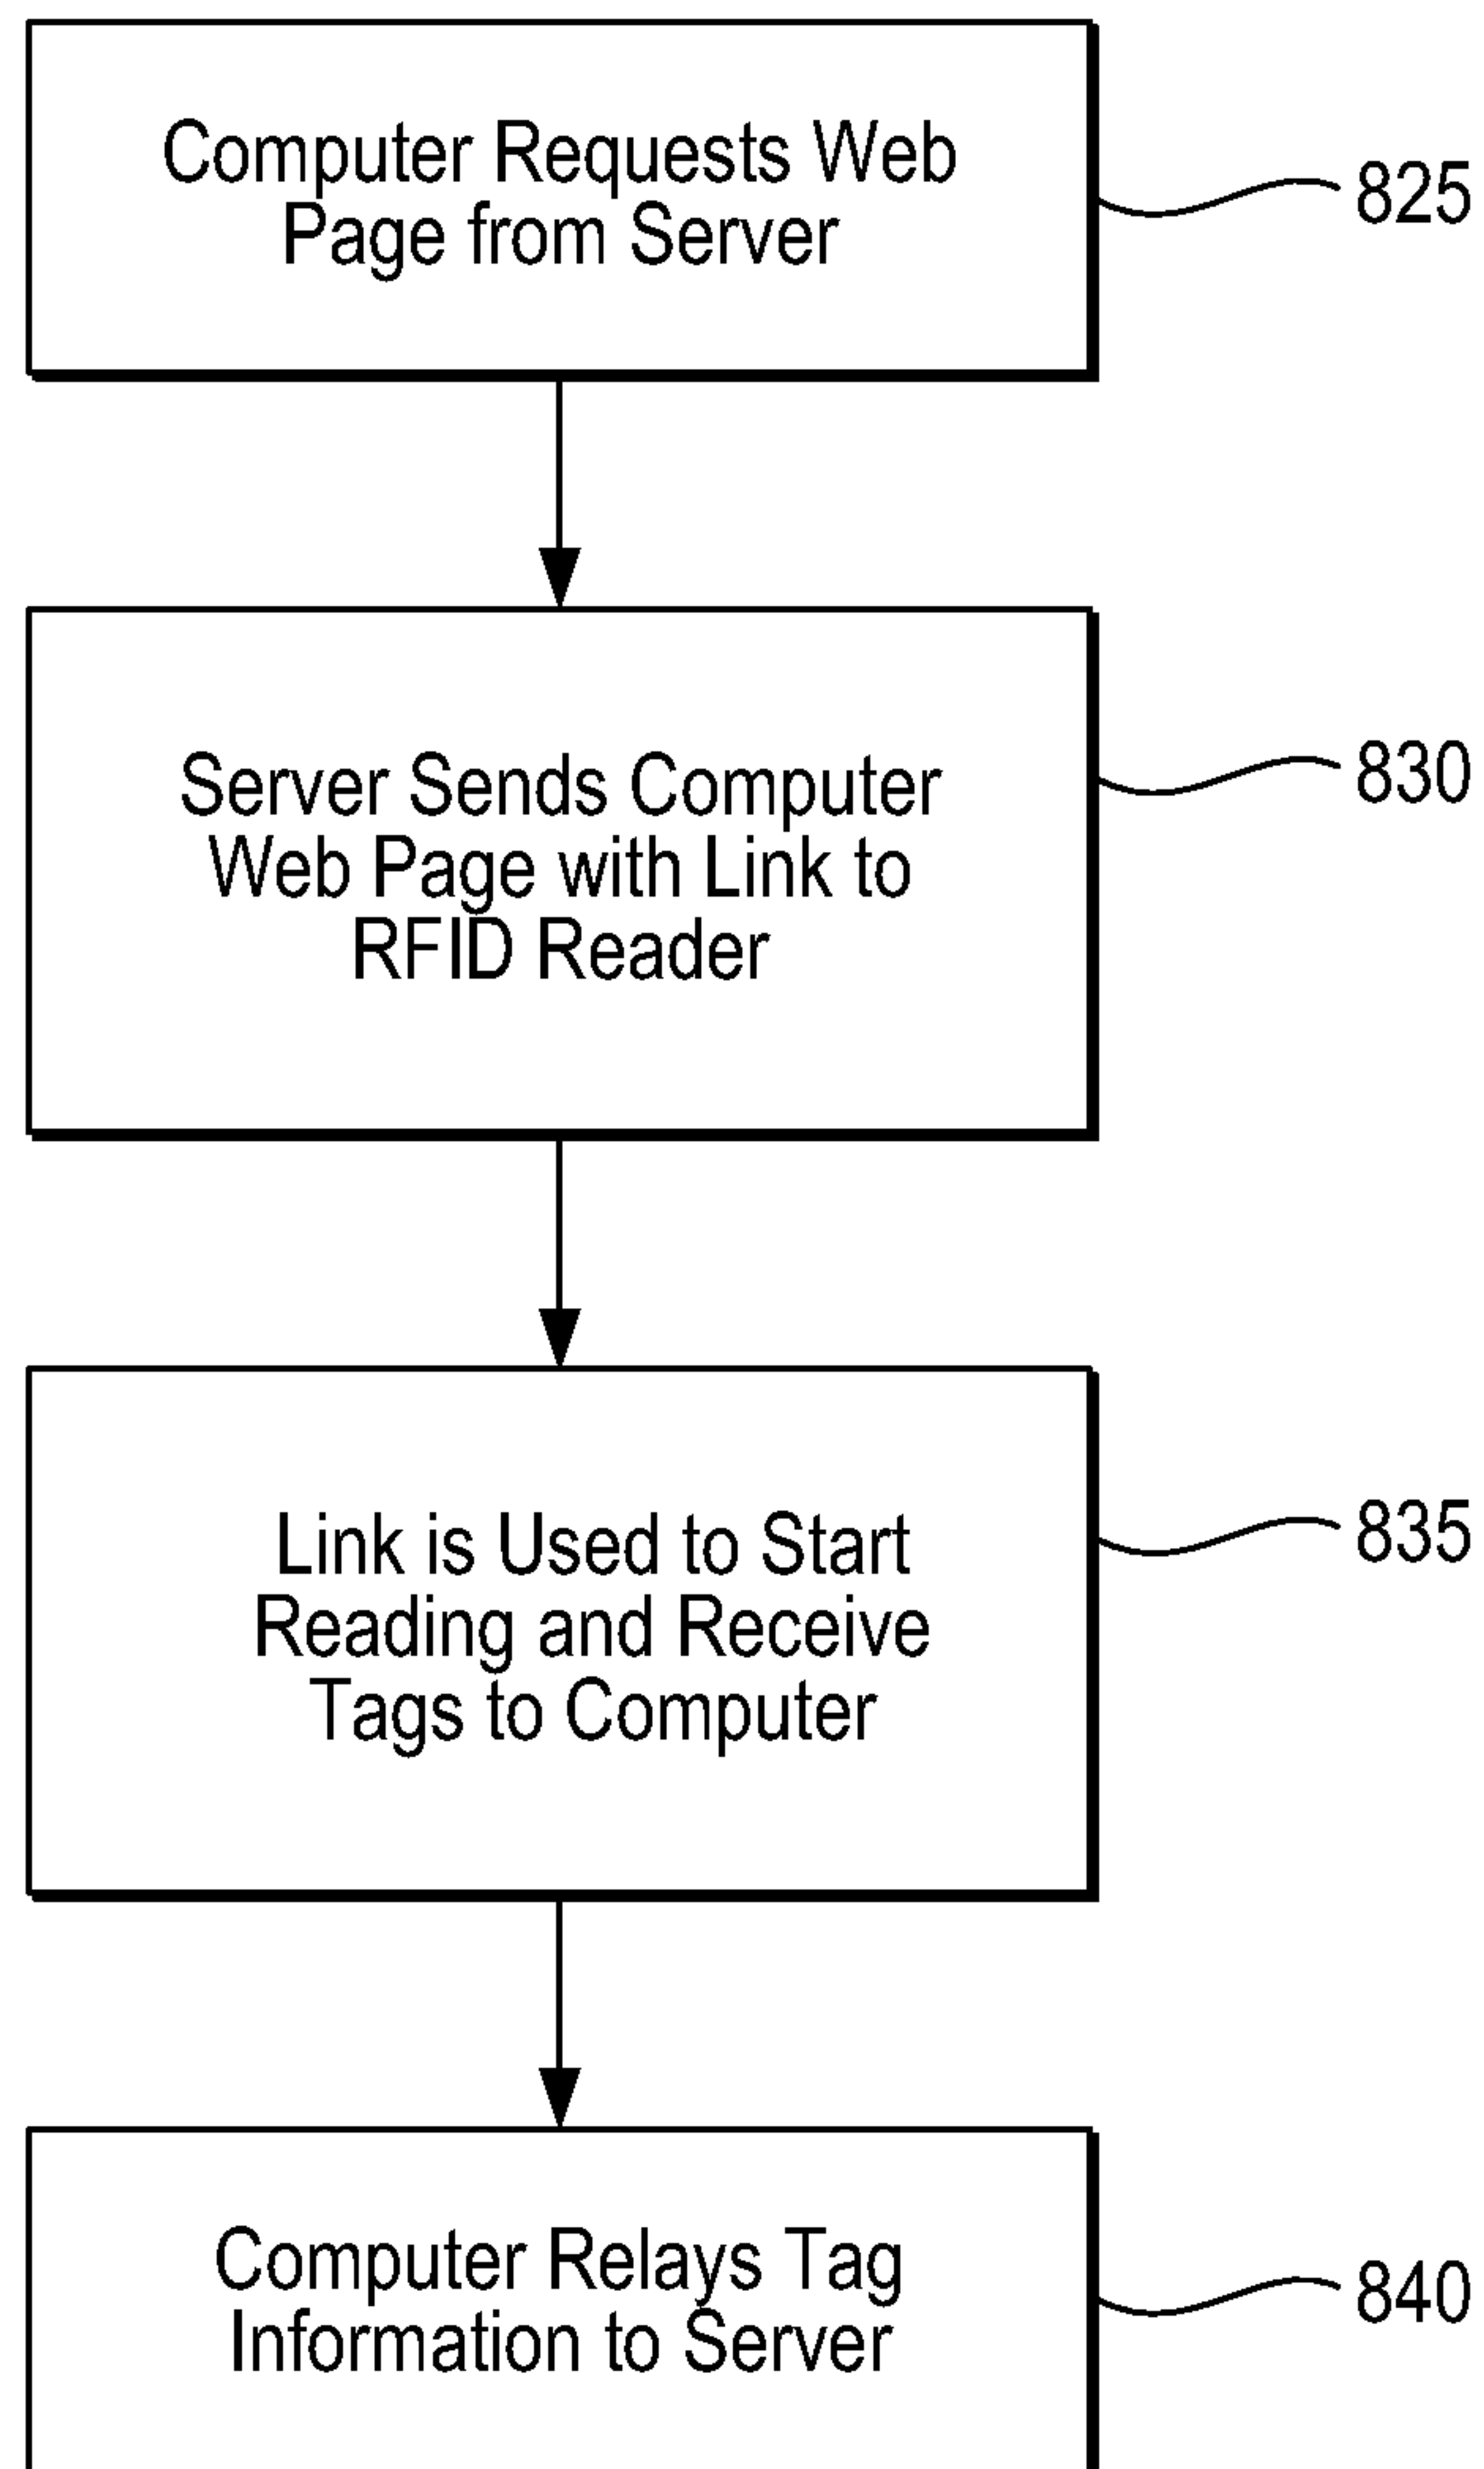 Computer Requests Web
Page from Server
825
Server Sends Computer
Web Page with Link to
RFID Reader
830
Link is Used to Start
Reading and Receive
Tags to Computer
835
Computer Relays Tag
Information to Server
840